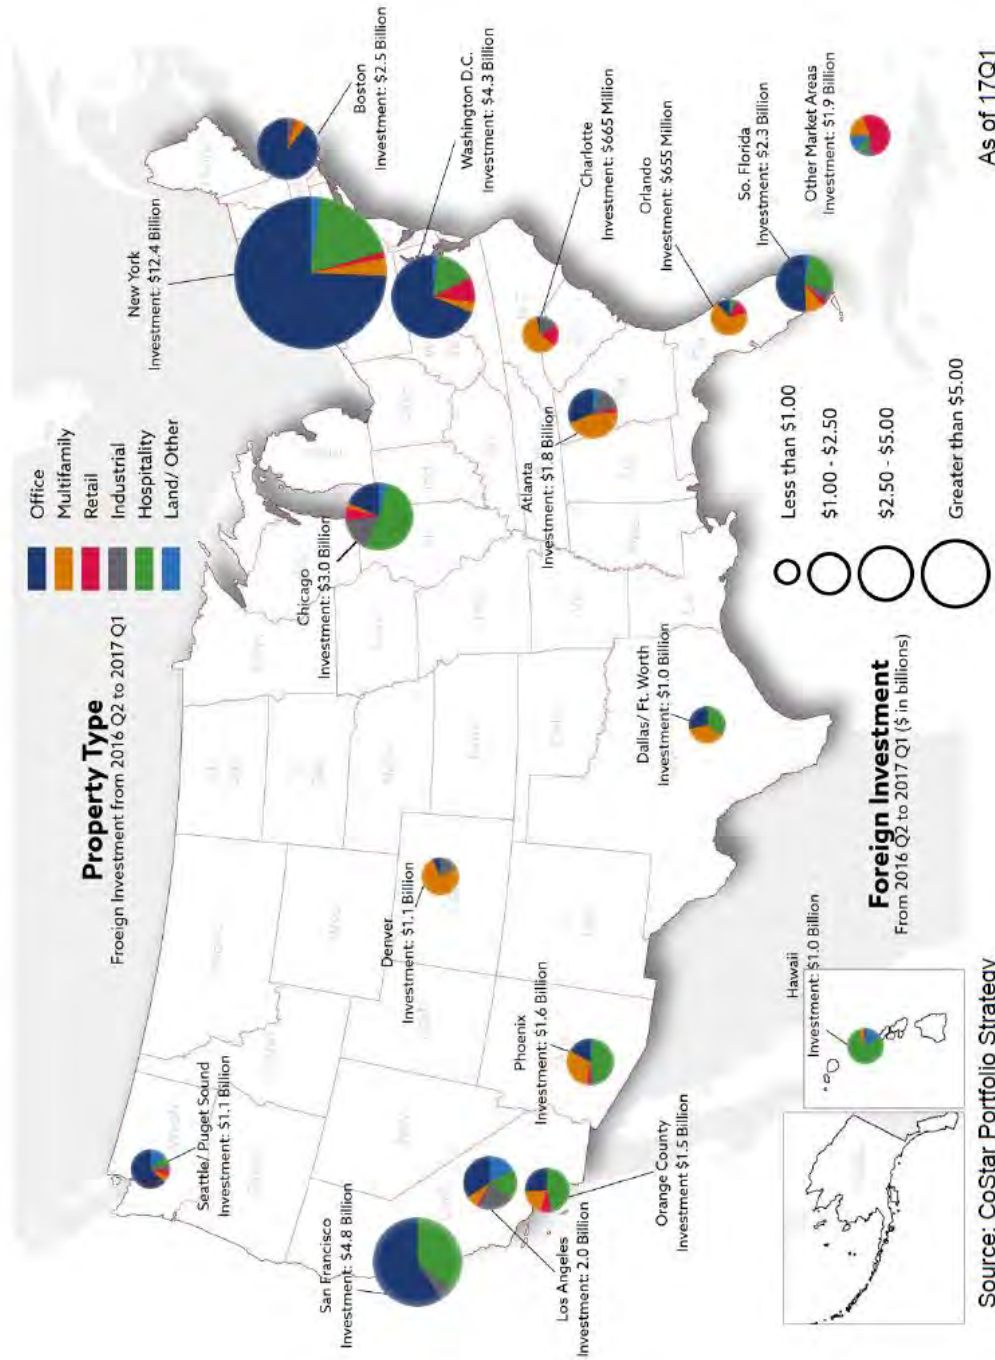 Property Type
Froeign Investment from 2016 Q2 to 2017 Q1
Office
Multifamily
Retail
Industrial
Hospitality
Land/ Other
Seattle/ Puget Sound
Investment: $1.1 Billion
San Francisco
Investment: $4.8 Billion
Los Angeles
Investment: 2.0 Billion
Orange County
Investment $1.5 Billion
Phoenix
Investment: $1.6 Billion
Denver
Investment: $1.1 Billion
Dallas/ Ft. Worth
Investment: $1.0 Billion
Chicago
Investment: $3.0 Billion
Atlanta
Investment: $1.8 Billion
New York
Investment: $12.4 Billion
Boston
Investment: $2.5 Billion
Washington D.C.
Investment: $4.3 Billion
Charlotte
Investment: $665 Million
Orlando
Investment: $655 Million
So. Florida
Investment: $2.3 Billion
Other Market Areas
Investment: $1.9 Billion
Hawaii
Investment: $1.0 Billion
Foreign Investment
From 2016 Q2 to 2017 Q1 ($ in billions)
Less than $1.00
$1.00 - $2.50
$2.50 - $5.00
Greater than $5.00
Source: CoStar Portfolio Strategy
As of 17Q1